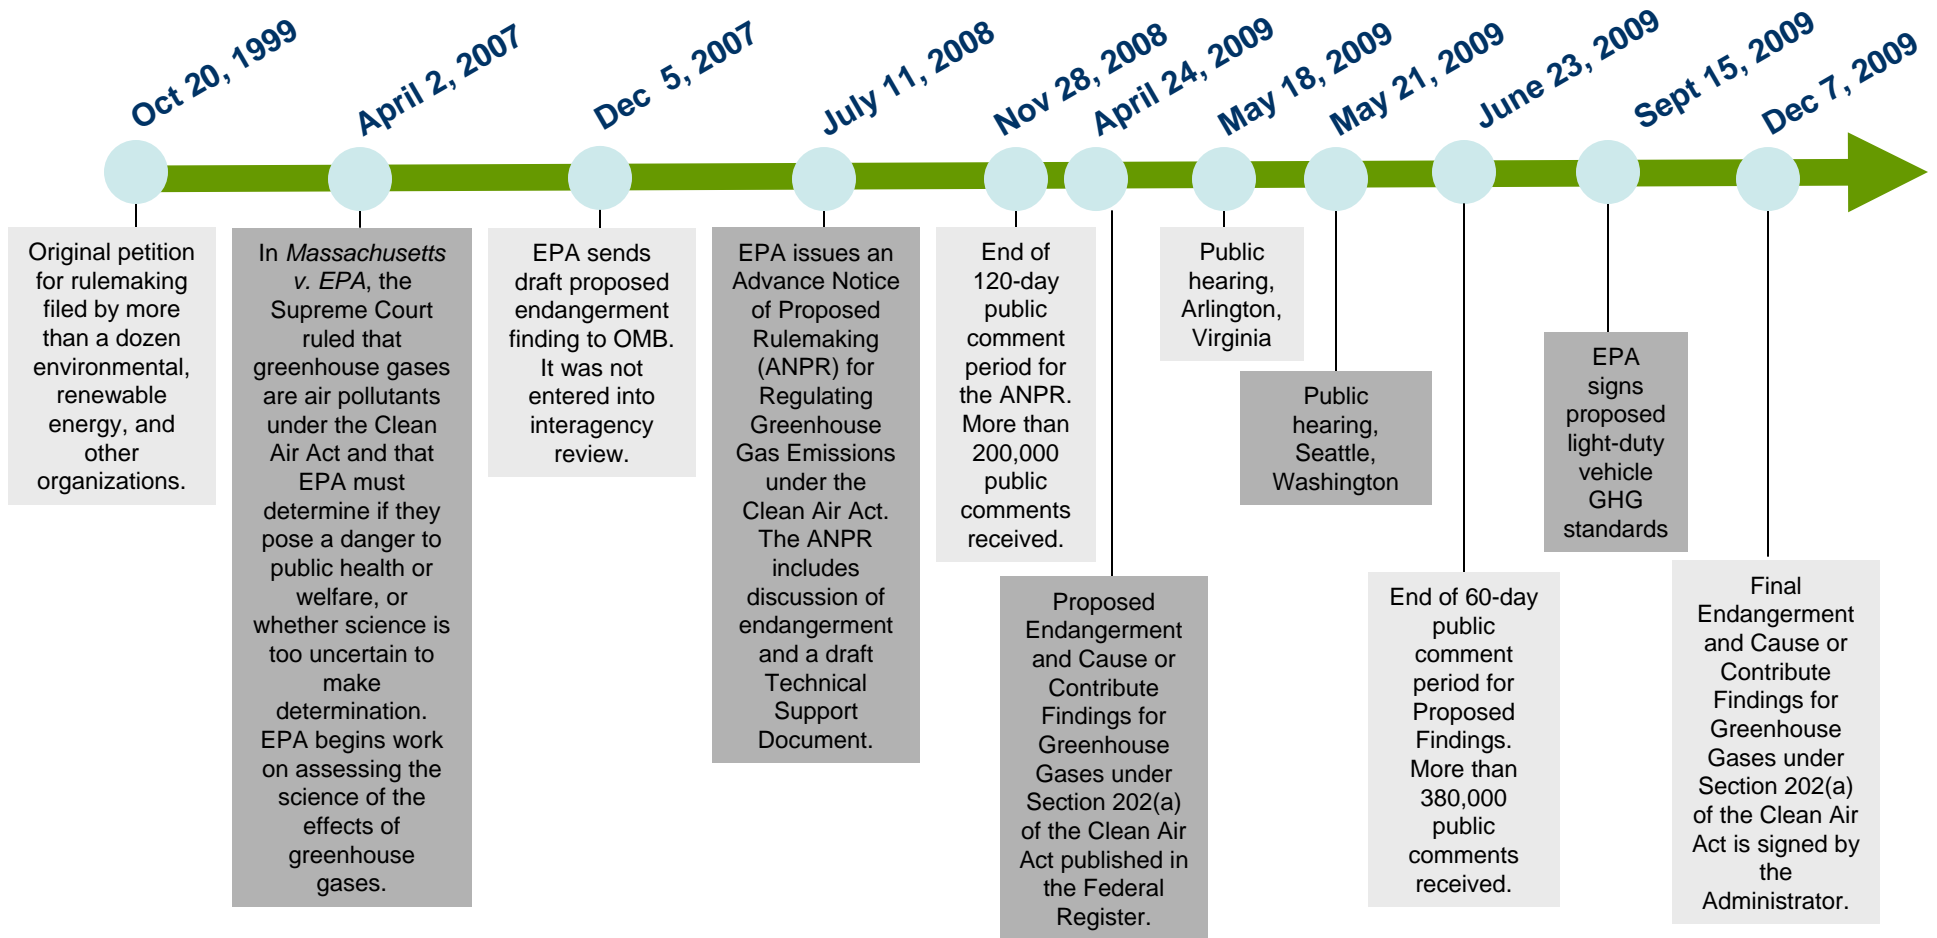 Oct 20, 1999
April 2, 2007
Dec  5, 2007
July 11, 2008
Nov 28, 2008
April 24, 2009
May 18, 2009
May 21, 2009
June 23, 2009
Sept 15, 2009
Dec 7, 2009
Original petition
for rulemaking
filed by more
than a dozen
environmental,
renewable
energy, and
other
organizations.
In Massachusetts
v. EPA, the
Supreme Court
ruled that
greenhouse gases
are air pollutants
under the Clean
Air Act and that
EPA must
determine if they
pose a danger to
public health or
welfare, or
whether science is
too uncertain to
make
determination.
EPA begins work
on assessing the
science of the
effects of
greenhouse
gases.
EPA sends
draft proposed
endangerment
finding to OMB.
It was not
entered into
interagency
review.
EPA issues an
Advance Notice
of Proposed
Rulemaking
(ANPR) for
Regulating
Greenhouse
Gas Emissions
under the
Clean Air Act.
The ANPR
includes
discussion of
endangerment
and a draft
Technical
Support
Document.
End of
120-day
public
comment
period for
the ANPR.
More than
200,000
public
comments
received.
Proposed
Endangerment
and Cause or
Contribute
Findings for
Greenhouse
Gases under
Section 202(a)
of the Clean Air
Act published in
the Federal
Register.
Public
hearing,
Arlington,
Virginia
Public
hearing,
Seattle,
Washington
End of 60-day
public
comment
period for
Proposed
Findings.
More than
380,000
public
comments
received.
EPA
signs
proposed
light-duty
vehicle
GHG
standards
Final
Endangerment
and Cause or
Contribute
Findings for
Greenhouse
Gases under
Section 202(a)
of the Clean Air
Act is signed by
the
Administrator.